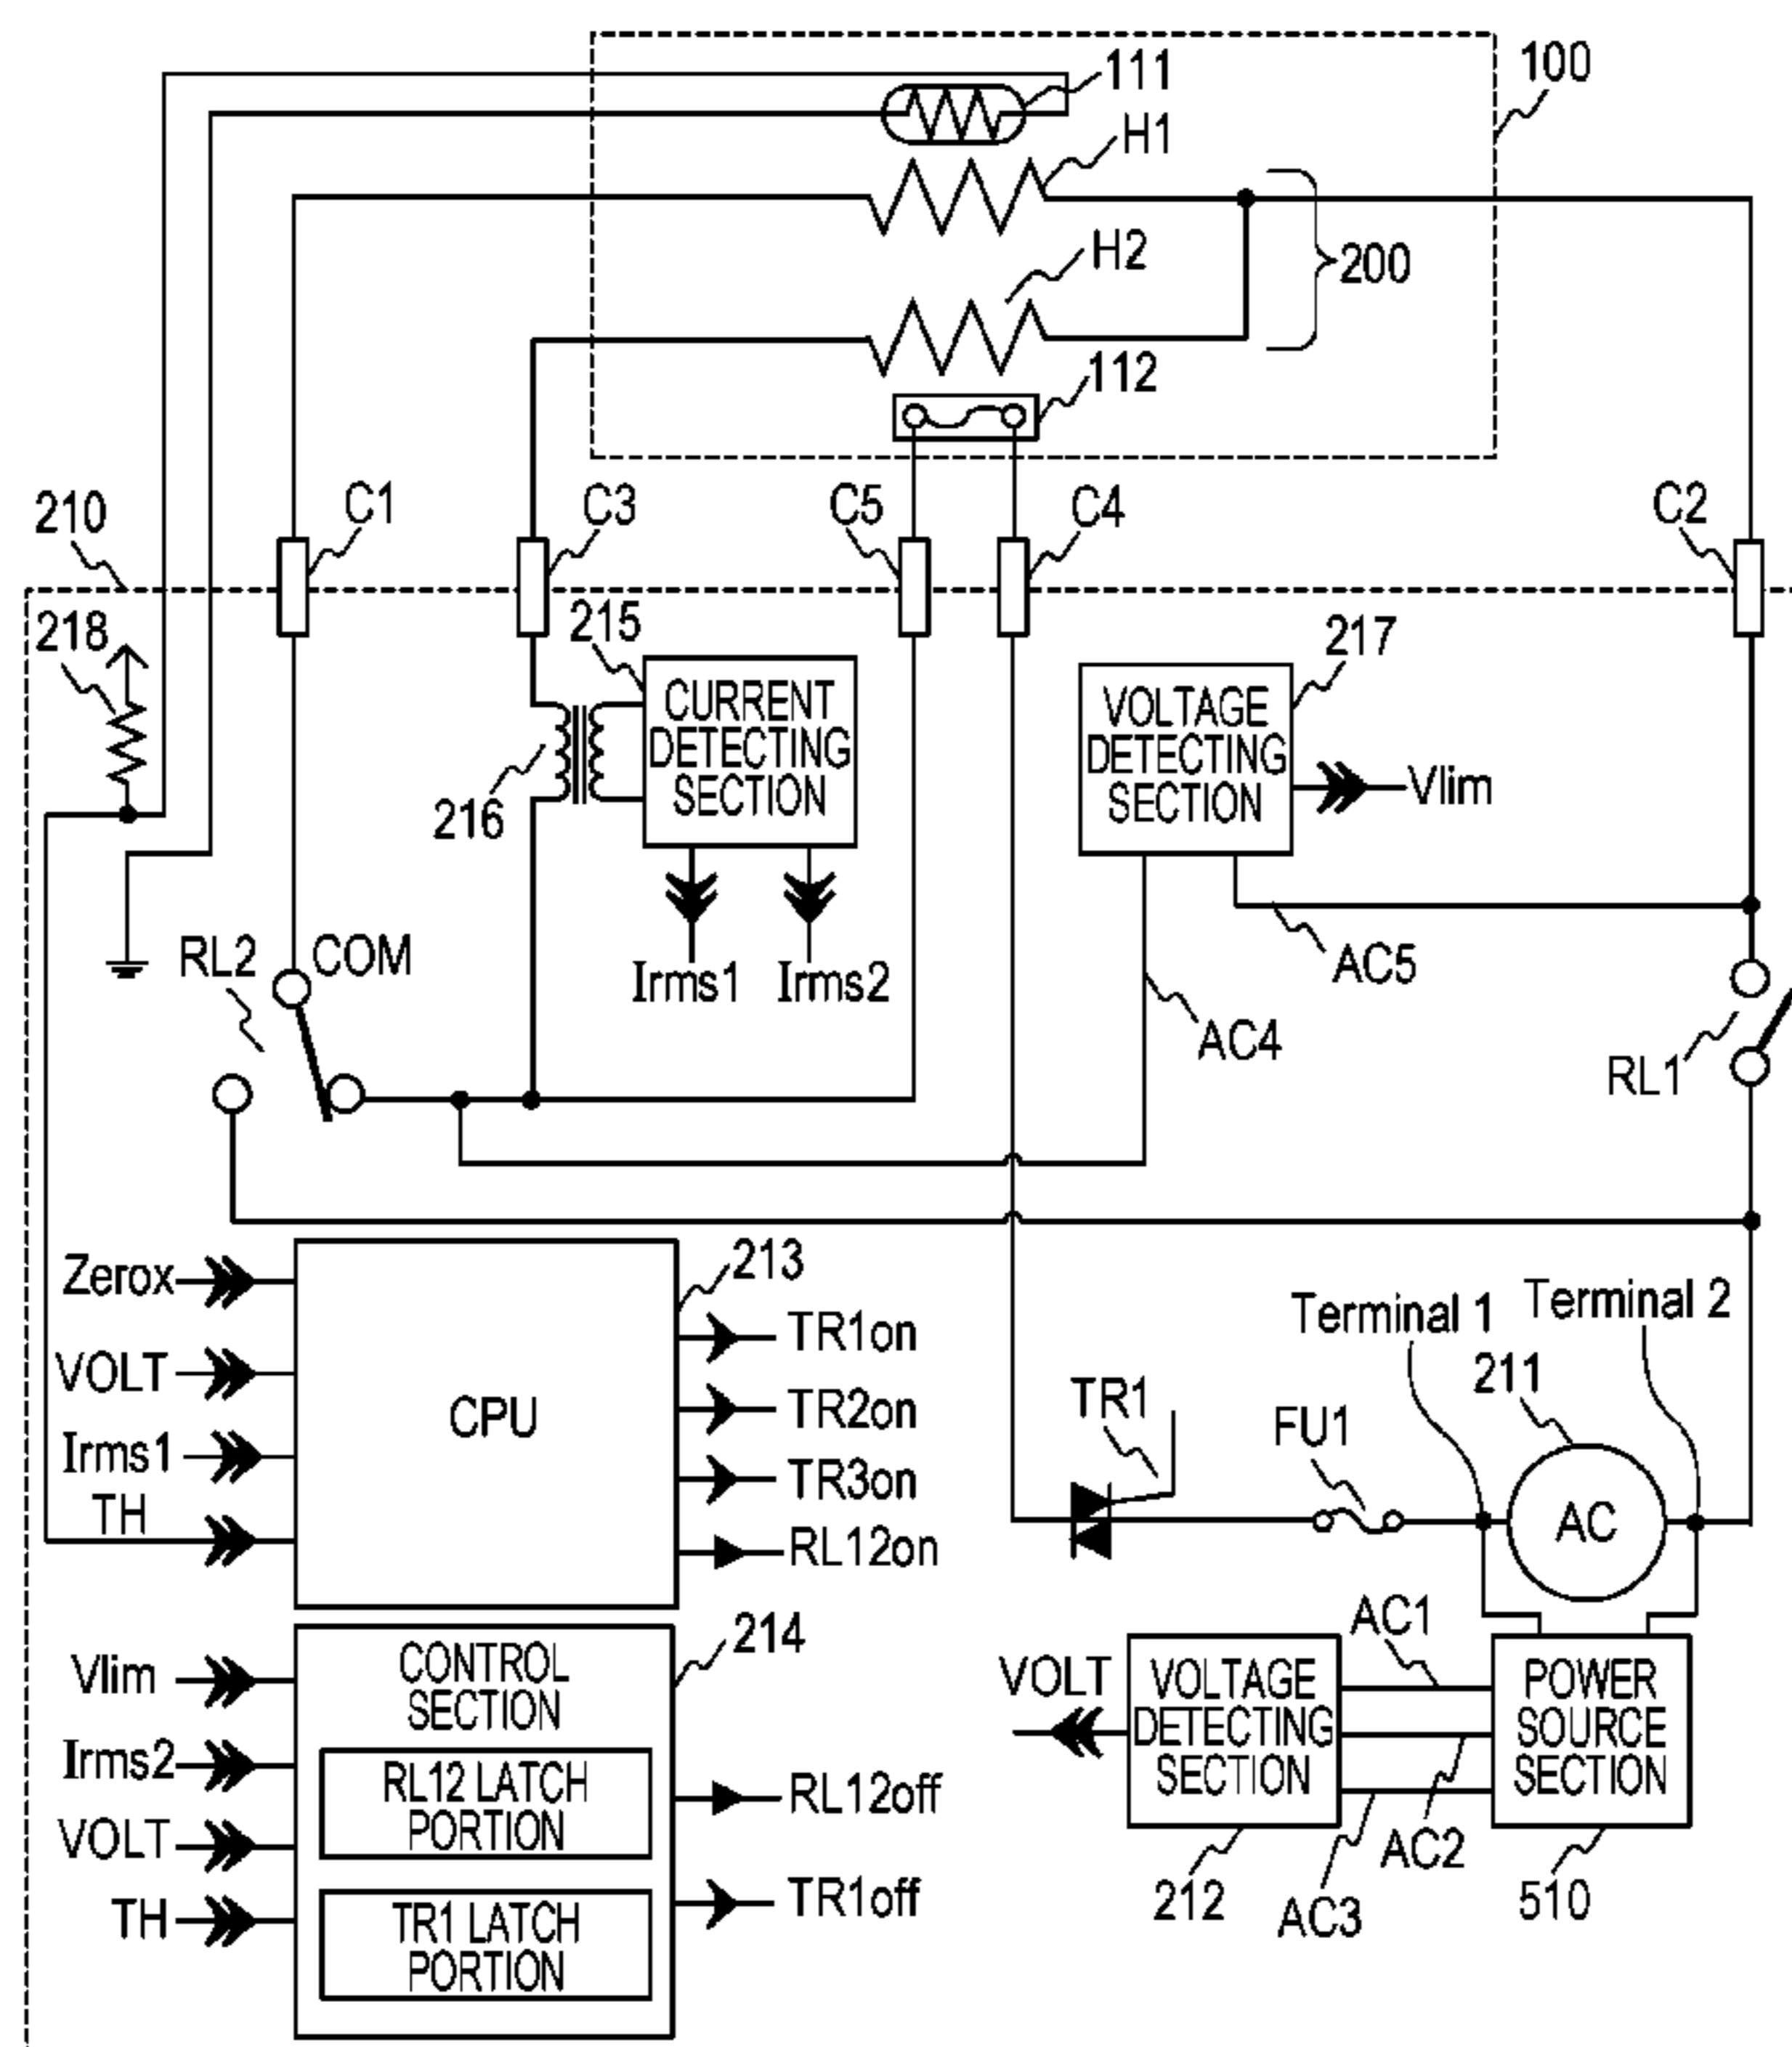 100
111
H1
H2
200
112
210
C1
C3
C5
C4
C2
218
215
217
CURRENT
DETECTING
SECTION
VOLTAGE
DETECTING
SECTION
Vlim
216
RL2
COM
Irms1
Irms2
AC5
AC4
RL1
Zerox
VOLT
Irms1
TH
CPU
213
TR1on
TR2on
TR3on
RL12on
Terminal 1
Terminal 2
211
TR1
FU1
AC
Vlim
Irms2
VOLT
TH
CONTROL
SECTION
214
RL12 LATCH
PORTION
TR1 LATCH
PORTION
RL12off
TR1off
VOLT
VOLTAGE
DETECTING
SECTION
AC1
POWER
SOURCE
SECTION
AC2
212
AC3
510